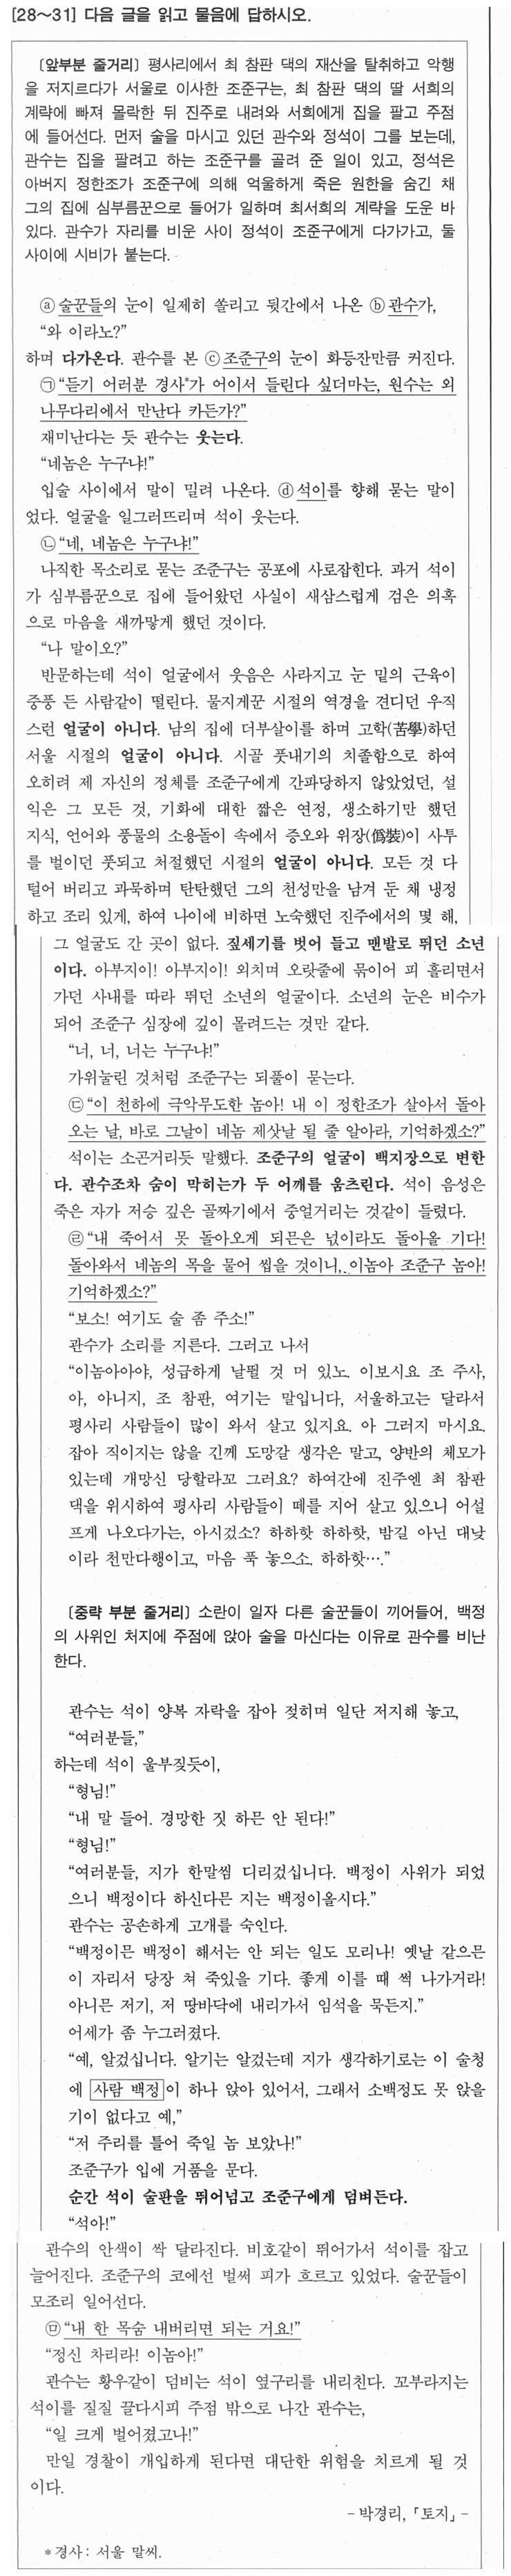 [28~31] 다음 글을 읽고 물음에 답하시오.
〔앞부분 줄거리〕 평사리에서 최 참판 댁의 재산을 탈취하고 악행
을 저지르다가 서울로 이사한 조준구는, 최 참판 댁의 딸 서희의
계략에 빠져 몰락한 뒤 진주로 내려와 서희에게 집을 팔고 주점
에 들어선다. 먼저 술을 마시고 있던 관수와 정석이 그를 보는데,
관수는 집을 팔려고 하는 조준구를 골려 준 일이 있고, 정석은
아버지 정한조가 조준구에 의해 억울하게 죽은 원한을 숨긴 채
그의 집에 심부름꾼으로 들어가 일하며 최서희의 계략을 도운 바
있다. 관수가 자리를 비운 사이 정석이 조준구에게 다가가고, 둘
사이에 시비가 붙는다.
ⓐ 술꾼들의 눈이 일제히 쏠리고 뒷간에서 나온 ⓑ 관수가,
“와 이라노?”
하며 다가온다. 관수를 본 ⓒ 조준구의 눈이 화등잔만큼 커진다.
㉠ “듣기 어러분 경사*가 어이서 들린다 싶더마는, 원수는 외
나무다리에서 만난다 카든가?”
재미난다는 듯 관수는 웃는다.
“네놈은 누구냐!”
입술 사이에서 말이 밀려 나온다. ⓓ 석이를 향해 묻는 말이
었다. 얼굴을 일그러뜨리며 석이 웃는다.
㉡ “네, 네놈은 누구냐!”
나직한 목소리로 묻는 조준구는 공포에 사로잡힌다. 과거 석이
가 심부름꾼으로 집에 들어왔던 사실이 새삼스럽게 검은 의혹
으로 마음을 새까맣게 했던 것이다.
“나 말이오?”
반문하는데 석이 얼굴에서 웃음은 사라지고 눈 밑의 근육이
중풍 든 사람같이 떨린다. 물지게꾼 시절의 역경을 견디던 우직
스런 얼굴이 아니다. 남의 집에 더부살이를 하며 고학(苦學)하던
서울 시절의 얼굴이 아니다. 시골 풋내기의 치졸함으로 하여
오히려 제 자신의 정체를 조준구에게 간파당하지 않았었던, 설
익은 그 모든 것, 기화에 대한 짧은 연정, 생소하기만 했던
지식, 언어와 풍물의 소용돌이 속에서 증오와 위장(僞裝)이 사투
를 벌이던 풋되고 처절했던 시절의 얼굴이 아니다. 모든 것 다
털어 버리고 과묵하며 탄탄했던 그의 천성만을 남겨 둔 채 냉정
하고 조리 있게, 하여 나이에 비하면 노숙했던 진주에서의 몇 해,
그 얼굴도 간 곳이 없다. 짚세기를 벗어 들고 맨발로 뛰던 소년
이다. 아부지이! 아부지이! 외치며 오랏줄에 묶이어 피 흘리면서
가던 사내를 따라 뛰던 소년의 얼굴이다. 소년의 눈은 비수가
되어 조준구 심장에 깊이 몰려드는 것만 같다.
“너, 너, 너는 누구냐!”
가위눌린 것처럼 조준구는 되풀이 묻는다.
㉢ “이 천하에 극악무도한 놈아! 내 이 정한조가 살아서 돌아
오는 날, 바로 그날이 네놈 제삿날 될 줄 알아라, 기억하겠소?”
석이는 소곤거리듯 말했다. 조준구의 얼굴이 백지장으로 변한
다. 관수조차 숨이 막히는가 두 어깨를 움츠린다. 석이 음성은
죽은 자가 저승 깊은 골짜기에서 중얼거리는 것같이 들렸다.
㉣ “내 죽어서 못 돌아오게 되믄은 넋이라도 돌아올 기다!
돌아와서 네놈의 목을 물어 씹을 것이니, 이놈아 조준구 놈아!
기억하겠소?”
“보소! 여기도 술 좀 주소!”
관수가 소리를 지른다. 그러고 나서
“이놈아아야, 성급하게 날뛸 것 머 있노. 이보시요 조 주사,
아, 아니지, 조 참판, 여기는 말입니다, 서울하고는 달라서
평사리 사람들이 많이 와서 살고 있지요. 아 그러지 마시요.
잡아 직이지는 않을 긴께 도망갈 생각은 말고, 양반의 체모가
있는데 개망신 당할라꼬 그러요? 하여간에 진주엔 최 참판
댁을 위시하여 평사리 사람들이 떼를 지어 살고 있으니 어설
프게 나오다가는, 아시겄소? 하하핫 하하핫, 밤길 아닌 대낮
이라 천만다행이고, 마음 푹 놓으소. 하하핫….”
〔중략 부분 줄거리〕 소란이 일자 다른 술꾼들이 끼어들어, 백정
의 사위인 처지에 주점에 앉아 술을 마신다는 이유로 관수를 비난
한다.
관수는 석이 양복 자락을 잡아 젖히며 일단 저지해 놓고,
“여러분들,”
하는데 석이 울부짖듯이,
“형님!”
“내 말 들어. 경망한 짓 하믄 안 된다!”
“형님!”
“여러분들, 지가 한말씸 디리겄십니다. 백정이 사위가 되었
으니 백정이다 하신다믄 지는 백정이올시다.”
관수는 공손하게 고개를 숙인다.
“백정이믄 백정이 해서는 안 되는 일도 모리나! 옛날 같으믄
이 자리서 당장 쳐 죽있을 기다. 좋게 이를 때 썩 나가거라!
아니믄 저기, 저 땅바닥에 내리가서 임석을 묵든지.”
어세가 좀 누그러졌다.
“예, 알겄십니다. 알기는 알겄는데 지가 생각하기로는 이 술청
에 사람 백정이 하나 앉아 있어서, 그래서 소백정도 못 앉을
기이 없다고 예,”
“저 주리를 틀어 죽일 놈 보았나!”
조준구가 입에 거품을 문다.
순간 석이 술판을 뛰어넘고 조준구에게 덤벼든다.
“석아!”
관수의 안색이 싹 달라진다. 비호같이 뛰어가서 석이를 잡고
늘어진다. 조준구의 코에선 벌써 피가 흐르고 있었다. 술꾼들이
모조리 일어선다.
㉤ “내 한 목숨 내버리면 되는 거요!”
“정신 차리라! 이놈아!”
관수는 황우같이 덤비는 석이 옆구리를 내리친다. 꼬부라지는
석이를 질질 끌다시피 주점 밖으로 나간 관수는,
“일 크게 벌어졌고나!”
만일 경찰이 개입하게 된다면 대단한 위험을 치르게 될 것
이다.
- 박경리, 「토지」 -
* 경사 : 서울 말씨.